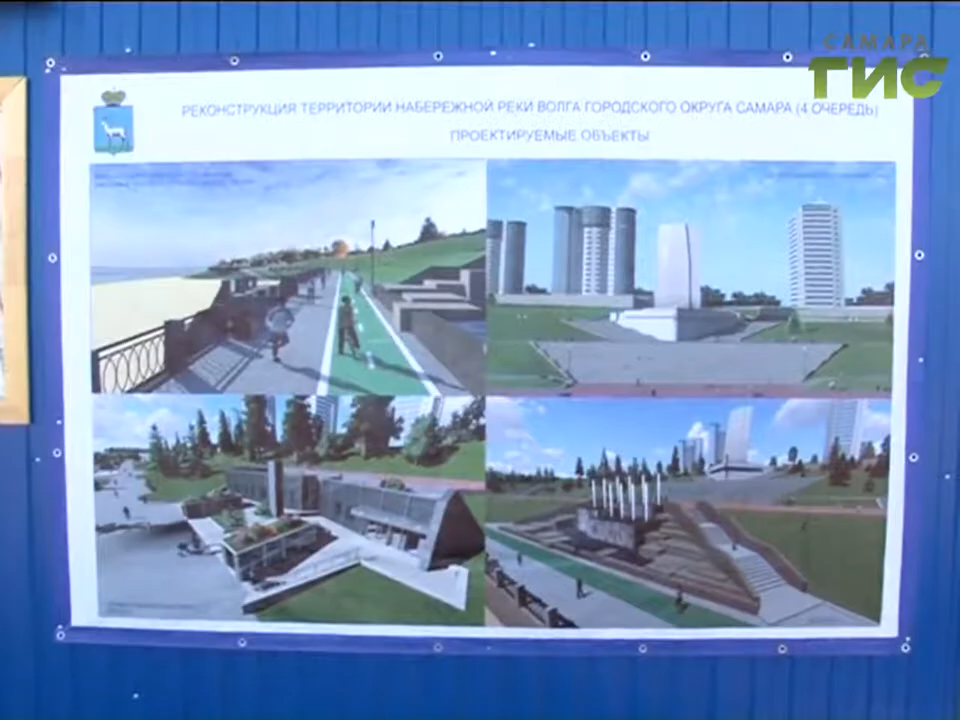 САМАРА
ГИС
РЕКОНСТРУКЦИЯ ТЕРРИТОРИИ НАБЕРЕЖНОЙ РЕКИ ВОЛГА ГОРОДСКОГО ОКРУГА САМАРА (4 ОЧЕРЕДЬ)
ПРОЕКТИРУЕМЫЕ ОБЪЕКТЫ